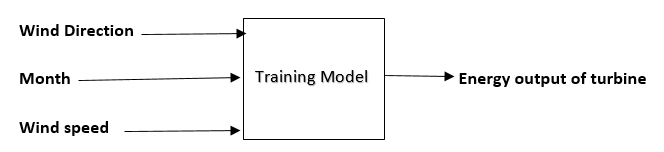 Wind Direction
Month
Training Model
Energy output of turbine
Wind speed